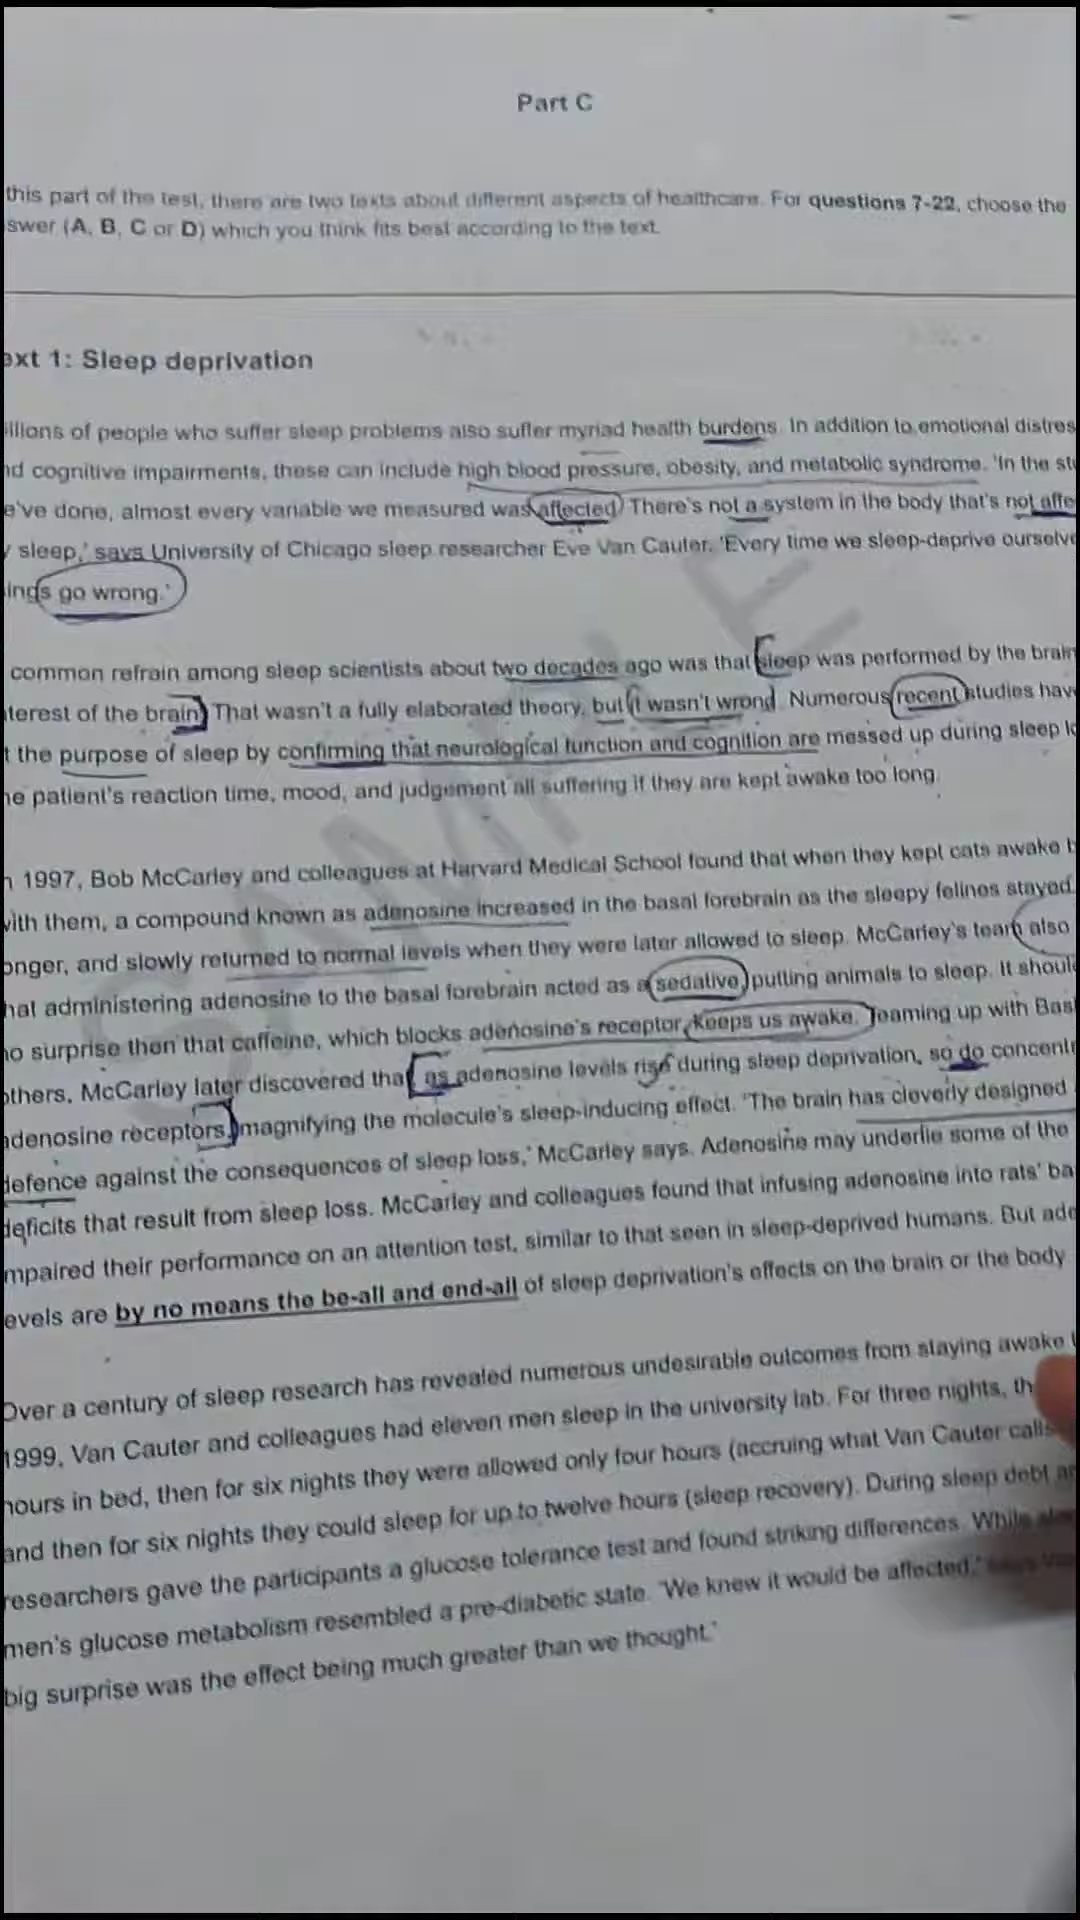 Part C
this part of the test, there are two texts about different aspects of healthcare. For questions 7-22, choose the
swer (A, B, C or D) which you think fits best according to the text.
ext 1: Sleep deprivation
illions of people who suffer sleep problems also suffer myriad health burdens. In addition to emotional distres
nd cognitive impairments, these can include high blood pressure, obesity, and metabolic syndrome. 'In the stu
e've done, almost every variable we measured was affected. There's not a system in the body that's not affe
y sleep,' says University of Chicago sleep researcher Eve Van Cauter. 'Every time we sleep-deprive ourselve
ings go wrong.'
common refrain among sleep scientists about two decades ago was that sleep was performed by the brain
nterest of the brain. That wasn't a fully elaborated theory, but it wasn't wrong. Numerous recent studies hav
t the purpose of sleep by confirming that neurological function and cognition are messed up during sleep lo
he patient's reaction time, mood, and judgement all suffering if they are kept awake too long.
n 1997, Bob McCarley and colleagues at Harvard Medical School found that when they kept cats awake b
with them, a compound known as adenosine increased in the basal forebrain as the sleepy felines stayed
onger, and slowly returned to normal levels when they were later allowed to sleep. McCarley's team also
hat administering adenosine to the basal forebrain acted as a sedative, putting animals to sleep. It should
no surprise then that caffeine, which blocks adenosine's receptor, keeps us awake. Teaming up with Bas
others, McCarley later discovered that, as adenosine levels rise during sleep deprivation, so do concentr
adenosine receptors, magnifying the molecule's sleep-inducing effect. 'The brain has cleverly designed
defence against the consequences of sleep loss,' McCarley says. Adenosine may underlie some of the
deficits that result from sleep loss. McCarley and colleagues found that infusing adenosine into rats' ba
mpaired their performance on an attention test, similar to that seen in sleep-deprived humans. But ade
evels are by no means the be-all and end-all of sleep deprivation's effects on the brain or the body.
Over a century of sleep research has revealed numerous undesirable outcomes from staying awake t
1999, Van Cauter and colleagues had eleven men sleep in the university lab. For three nights, th
hours in bed, then for six nights they were allowed only four hours (accruing what Van Cauter calls
and then for six nights they could sleep for up to twelve hours (sleep recovery). During sleep debt an
researchers gave the participants a glucose tolerance test and found striking differences. While
men's glucose metabolism resembled a pre-diabetic state. 'We knew it would be affected,'
big surprise was the effect being much greater than we thought.'
SAMPLE